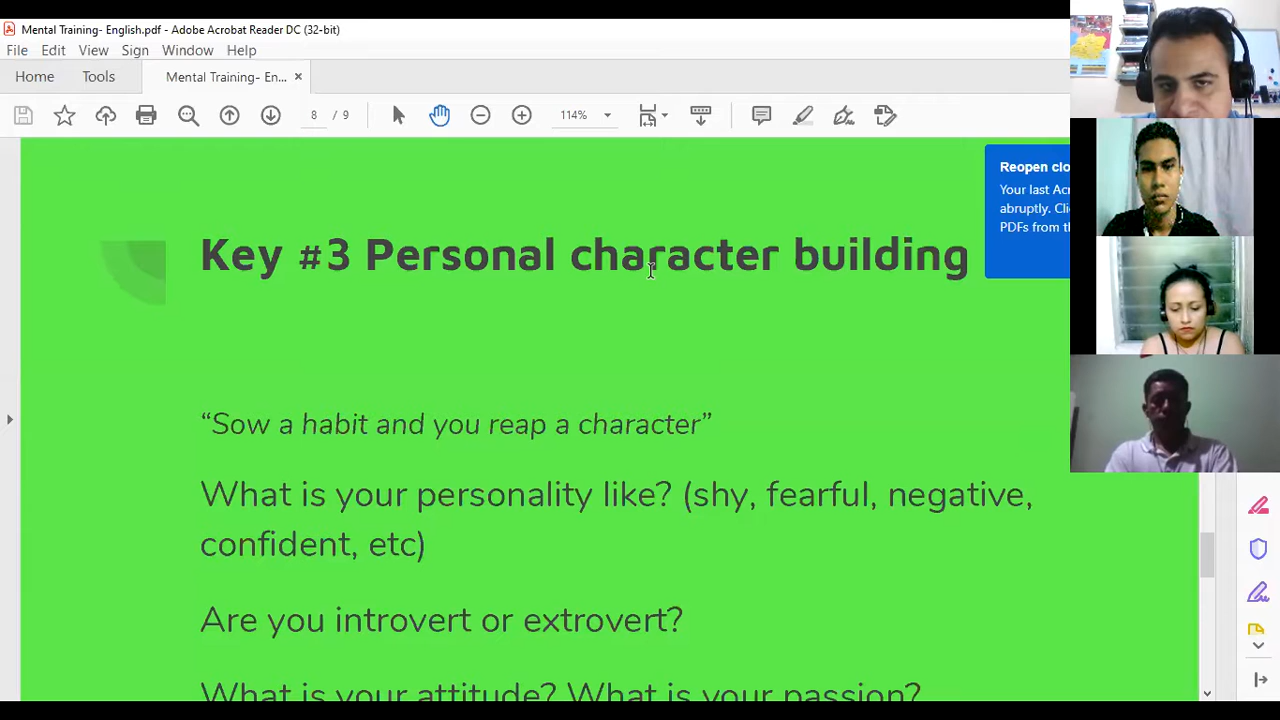 Mental Training- English.pdf - Adobe Acrobat Reader DC (32-bit)
File Edit View Sign Window Help
Home Tools Mental Training- En... ×
8 / 9 114%
Reopen clo
Your last Ac
abruptly. Cli
PDFs from th
Key #3 Personal character building
“Sow a habit and you reap a character”
What is your personality like? (shy, fearful, negative,
confident, etc)
Are you introvert or extrovert?
What is your attitude? What is your passion?